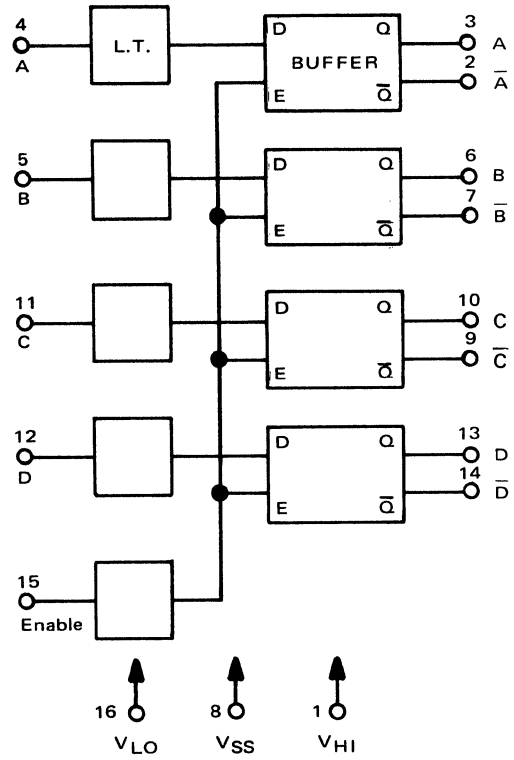 4
A
L.T.
D
Q
BUFFER
E
Q̅
3
A
2
A̅
5
B
D
Q
E
Q̅
6
B
7
B̅
11
C
D
Q
E
Q̅
10
C
9
C̅
12
D
D
Q
E
Q̅
13
D
14
D̅
15
Enable
16
V_LO
8
V_SS
1
V_HI